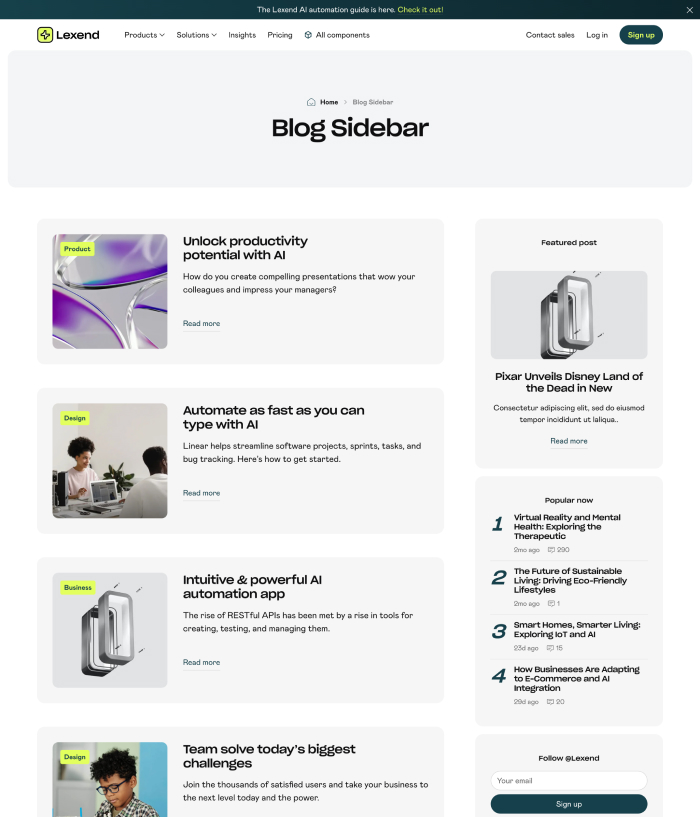 The Lexend AI automation guide is here. Check it out!
Lexend
Products
Solutions
Insights
Pricing
All components
Contact sales
Log in
Sign up
Home
Blog Sidebar
Blog Sidebar
Product
Unlock productivity
potential with AI
How do you create compelling presentations that wow your
colleagues and impress your managers?
Read more
Design
Automate as fast as you can
type with AI
Linear helps streamline software projects, sprints, tasks, and
bug tracking. Here's how to get started.
Read more
Business
Intuitive & powerful AI
automation app
The rise of RESTful APIs has been met by a rise in tools for
creating, testing, and managing them.
Read more
Design
Team solve today's biggest
challenges
Join the thousands of satisfied users and take your business to
the next level today and the power.
Featured post
Pixar Unveils Disney Land of
the Dead in New
Consectetur adipiscing elit, sed do eiusmod
tempor incididunt ut laliqua..
Read more
Popular now
1
Virtual Reality and Mental
Health: Exploring the
Therapeutic
2mo ago 290
2
The Future of Sustainable
Living: Driving Eco-Friendly
Lifestyles
2mo ago 1
3
Smart Homes, Smarter Living:
Exploring IoT and AI
23d ago 15
4
How Businesses Are Adapting
to E-Commerce and AI
Integration
29d ago 20
Follow @Lexend
Your email
Sign up